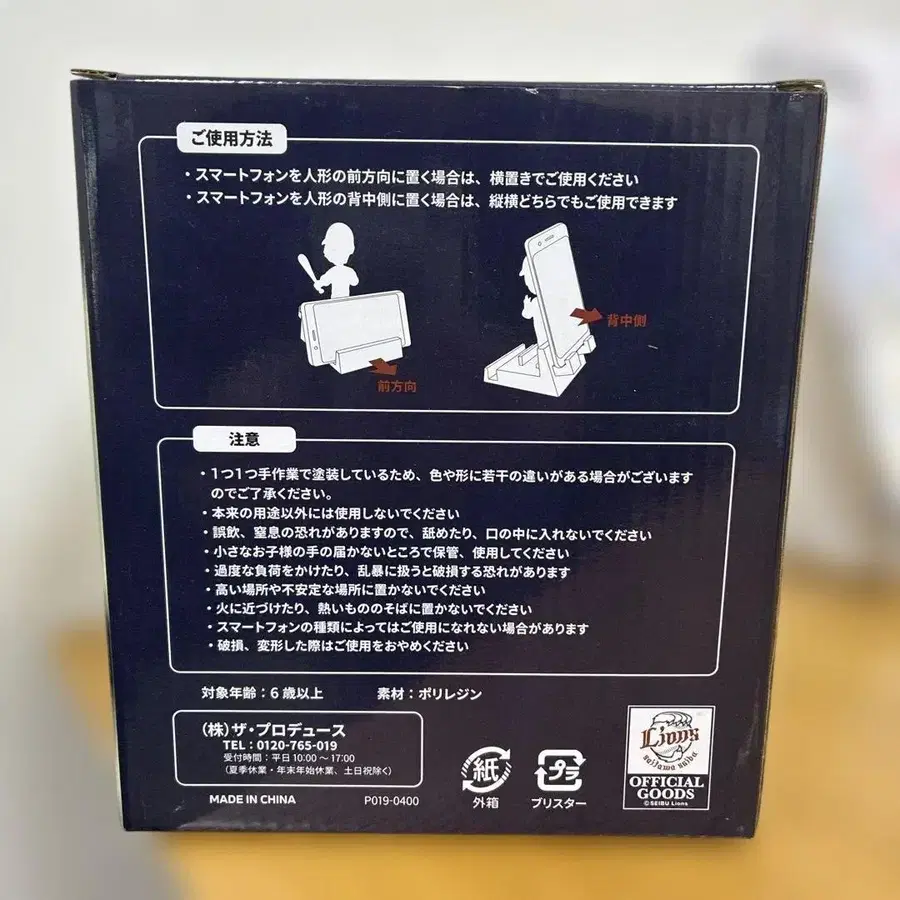 ご使用方法
・スマートフォンを人形の前方向に置く場合は、横置きでご使用ください
・スマートフォンを人形の背中側に置く場合は、縦横どちらでもご使用できます
背中側
前方向
注意
・1つ1つ手作業で塗装しているため、色や形に若干の違いがある場合がございます
のでご了承ください。
・本来の用途以外には使用しないでください
・誤飲、窒息の恐れがありますので、舐めたり、口の中に入れないでください
・小さなお子様の手の届かないところで保管、使用してください
・過度な負荷をかけたり、乱暴に扱うと破損する恐れがあります
・高い場所や不安定な場所に置かないでください
・火に近づけたり、熱いもののそばに置かないでください
・スマートフォンの種類によってはご使用になれない場合があります
・破損、変形した際はご使用をおやめください
対象年齢：6歳以上 素材：ポリレジン
（株）ザ・プロデュース
TEL：0120-765-019
受付時間：平日10:00～17:00
（夏季休業・年末年始休業、土日祝除く）
MADE IN CHINA P019-0400
紙
外箱
プラ
ブリスター
Lions
saitama seibu
OFFICIAL
GOODS
©SEIBU Lions